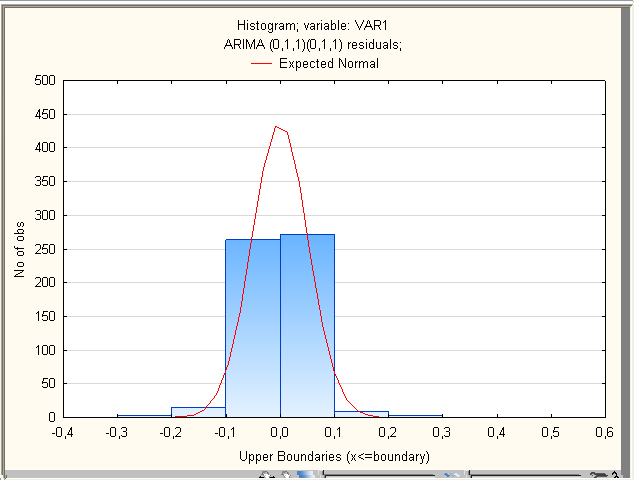 Histogram; variable: VAR1
ARIMA (0,1,1)(0,1,1) residuals;
Expected Normal
500
450
400
350
300
250
200
150
100
50
0
No of obs
-0,4 -0,3 -0,2 -0,1 0,0 0,1 0,2 0,3 0,4 0,5 0,6
Upper Boundaries (x<=boundary)